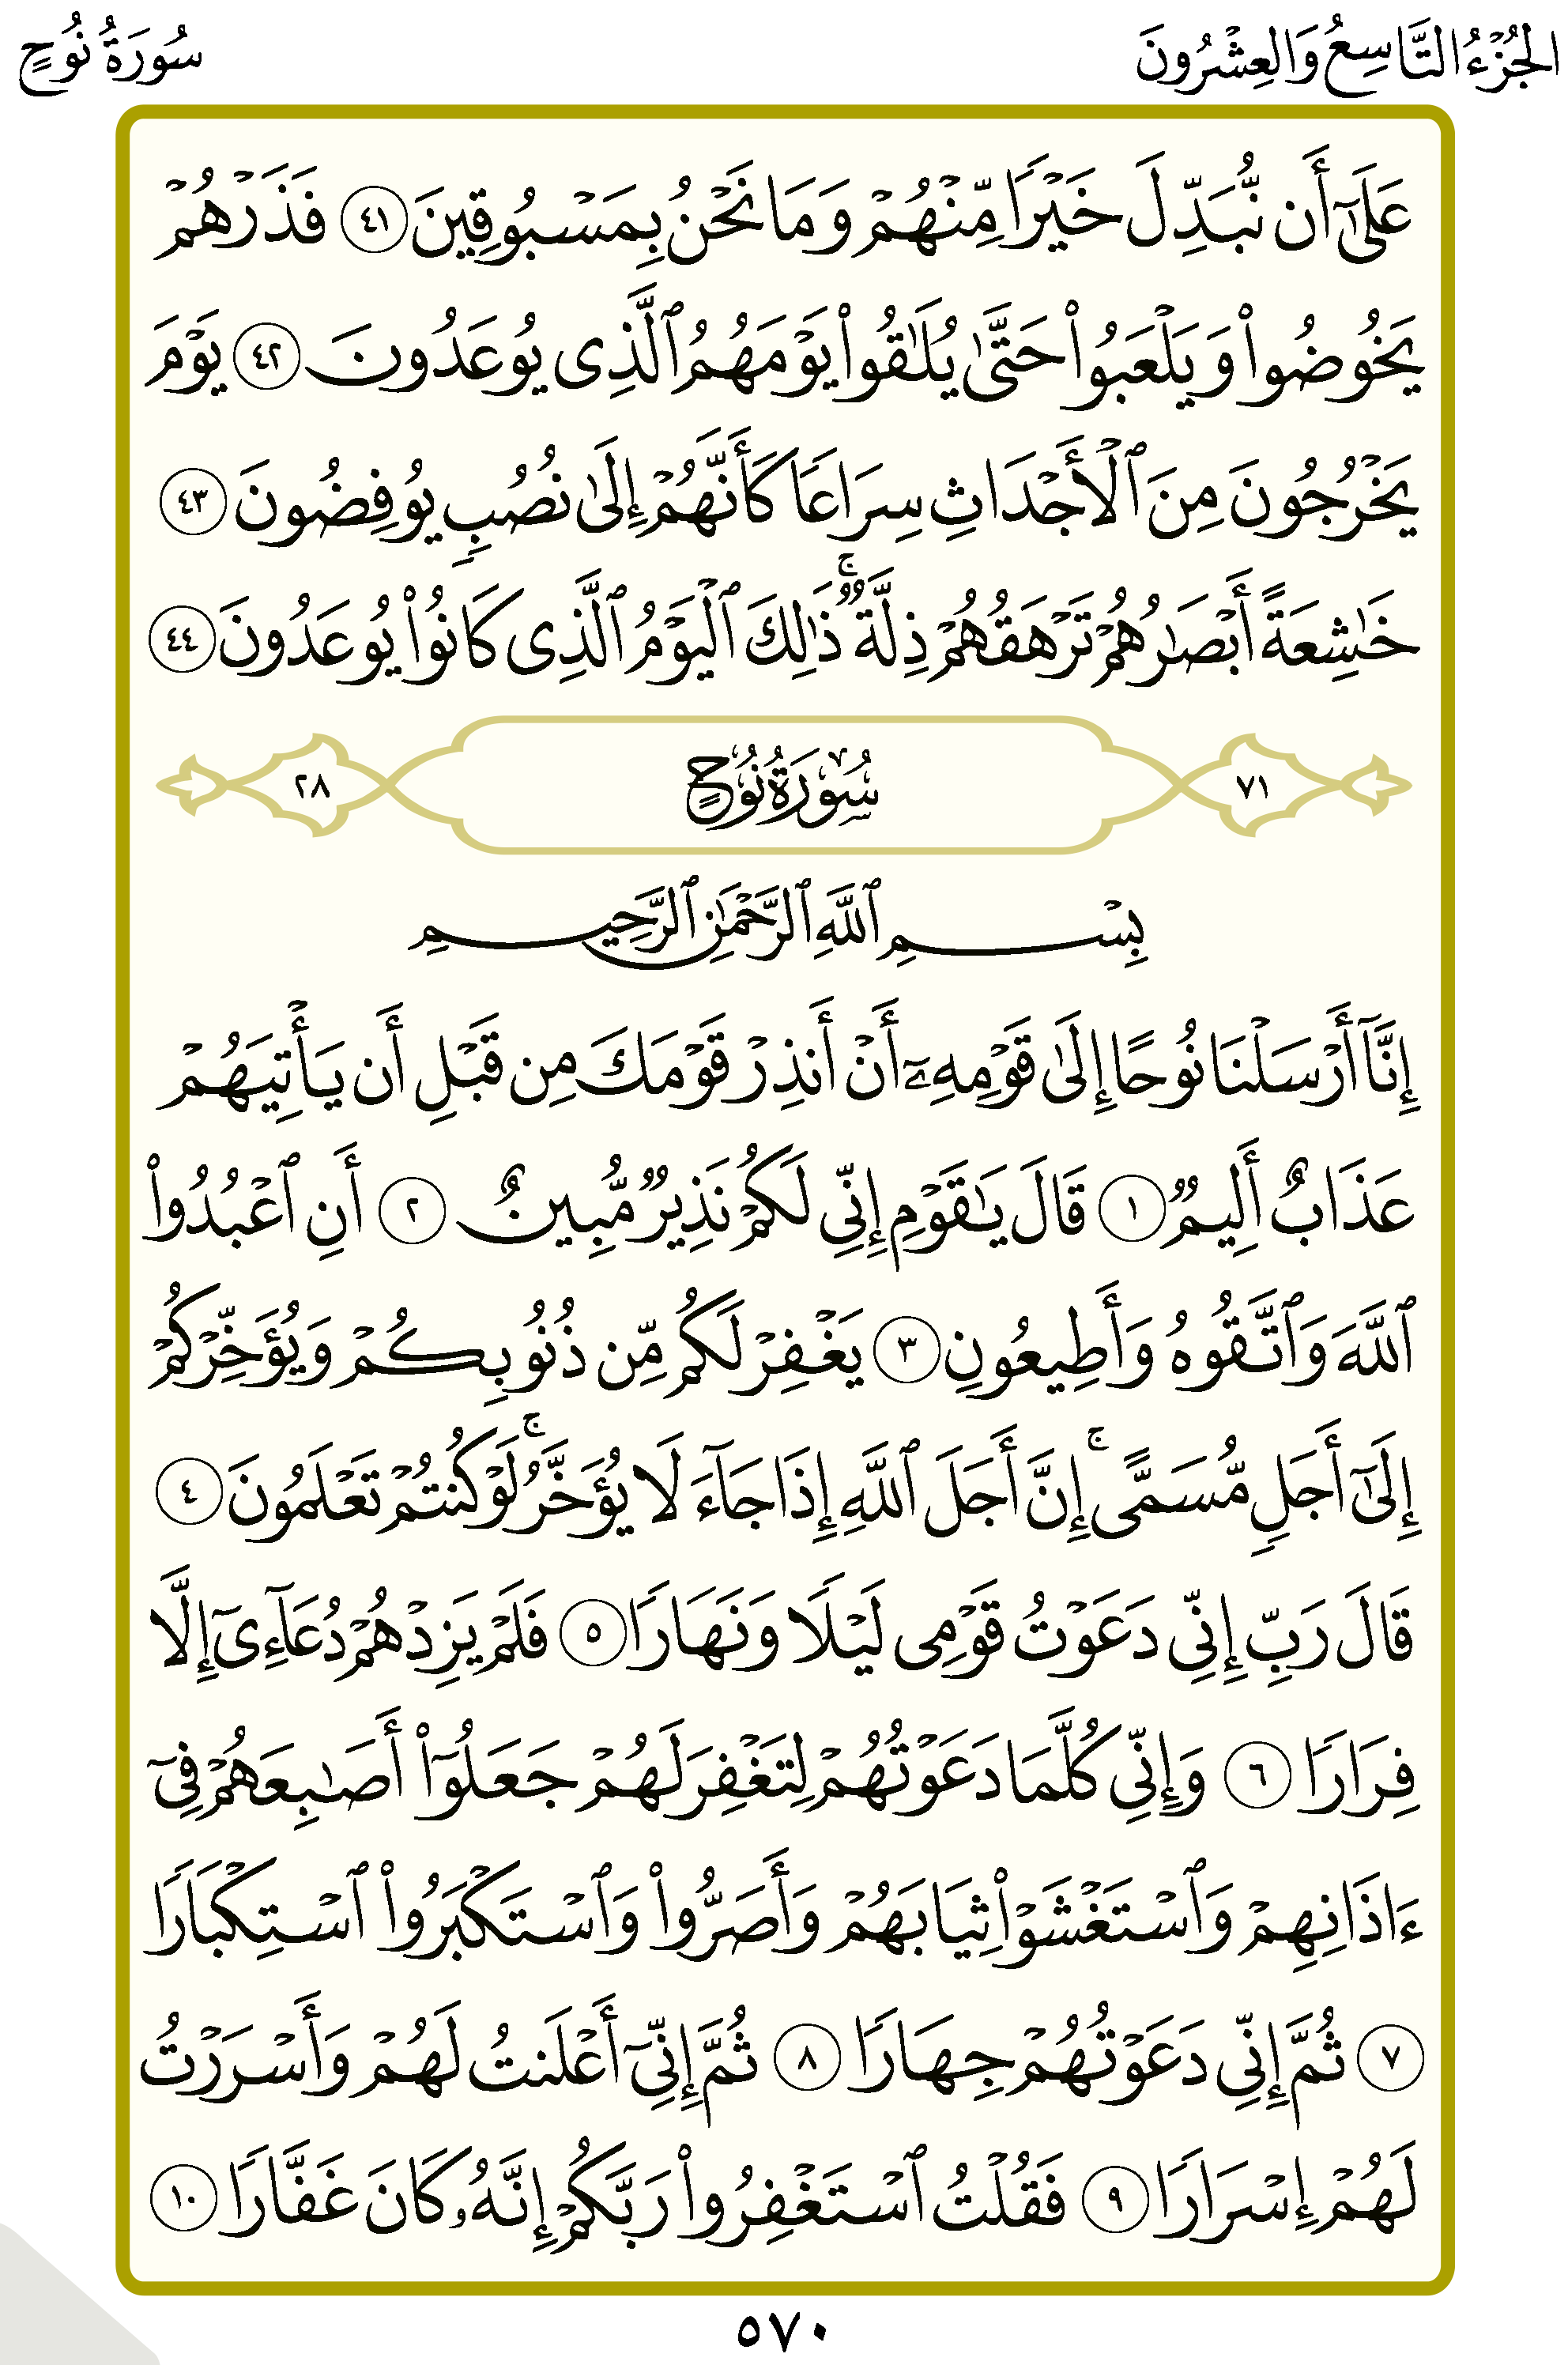 الجُزْءُ التَّاسِعُ وَالعِشْرُونَ
سُورَةُ نُوحٍ
عَلَىٰٓ أَن نُّبَدِّلَ خَيْرًا مِّنْهُمْ وَمَا نَحْنُ بِمَسْبُوقِينَ ٤١ فَذَرْهُمْ
يَخُوضُوا۟ وَيَلْعَبُوا۟ حَتَّىٰ يُلَٰقُوا۟ يَوْمَهُمُ ٱلَّذِى يُوعَدُونَ ٤٢ يَوْمَ
يَخْرُجُونَ مِنَ ٱلْأَجْدَاثِ سِرَاعًا كَأَنَّهُمْ إِلَىٰ نُصُبٍ يُوفِضُونَ ٤٣
خَٰشِعَةً أَبْصَٰرُهُمْ تَرْهَقُهُمْ ذِلَّةٌ ۚ ذَٰلِكَ ٱلْيَوْمُ ٱلَّذِى كَانُوا۟ يُوعَدُونَ ٤٤
٧١ سُورَةُ نُوحٍ ٢٨
بِسْمِ ٱللَّهِ ٱلرَّحْمَٰنِ ٱلرَّحِيمِ
إِنَّآ أَرْسَلْنَا نُوحًا إِلَىٰ قَوْمِهِۦٓ أَنْ أَنذِرْ قَوْمَكَ مِن قَبْلِ أَن يَأْتِيَهُمْ
عَذَابٌ أَلِيمٌ ١ قَالَ يَٰقَوْمِ إِنِّى لَكُمْ نَذِيرٌ مُّبِينٌ ٢ أَنِ ٱعْبُدُوا۟
ٱللَّهَ وَٱتَّقُوهُ وَأَطِيعُونِ ٣ يَغْفِرْ لَكُم مِّن ذُنُوبِكُمْ وَيُؤَخِّرْكُمْ
إِلَىٰٓ أَجَلٍ مُّسَمًّى ۚ إِنَّ أَجَلَ ٱللَّهِ إِذَا جَآءَ لَا يُؤَخَّرُ ۚ لَوْ كُنتُمْ تَعْلَمُونَ ٤
قَالَ رَبِّ إِنِّى دَعَوْتُ قَوْمِى لَيْلًا وَنَهَارًا ٥ فَلَمْ يَزِدْهُمْ دُعَآءِىٓ إِلَّا
فِرَارًا ٦ وَإِنِّى كُلَّمَا دَعَوْتُهُمْ لِتَغْفِرَ لَهُمْ جَعَلُوٓا۟ أَصَٰبِعَهُمْ فِىٓ
ءَاذَانِهِمْ وَٱسْتَغْشَوْا۟ ثِيَابَهُمْ وَأَصَرُّوا۟ وَٱسْتَكْبَرُوا۟ ٱسْتِكْبَارًا
٧ ثُمَّ إِنِّى دَعَوْتُهُمْ جِهَارًا ٨ ثُمَّ إِنِّىٓ أَعْلَنتُ لَهُمْ وَأَسْرَرْتُ
لَهُمْ إِسْرَارًا ٩ فَقُلْتُ ٱسْتَغْفِرُوا۟ رَبَّكُمْ إِنَّهُۥ كَانَ غَفَّارًا ١٠
٥٧٠